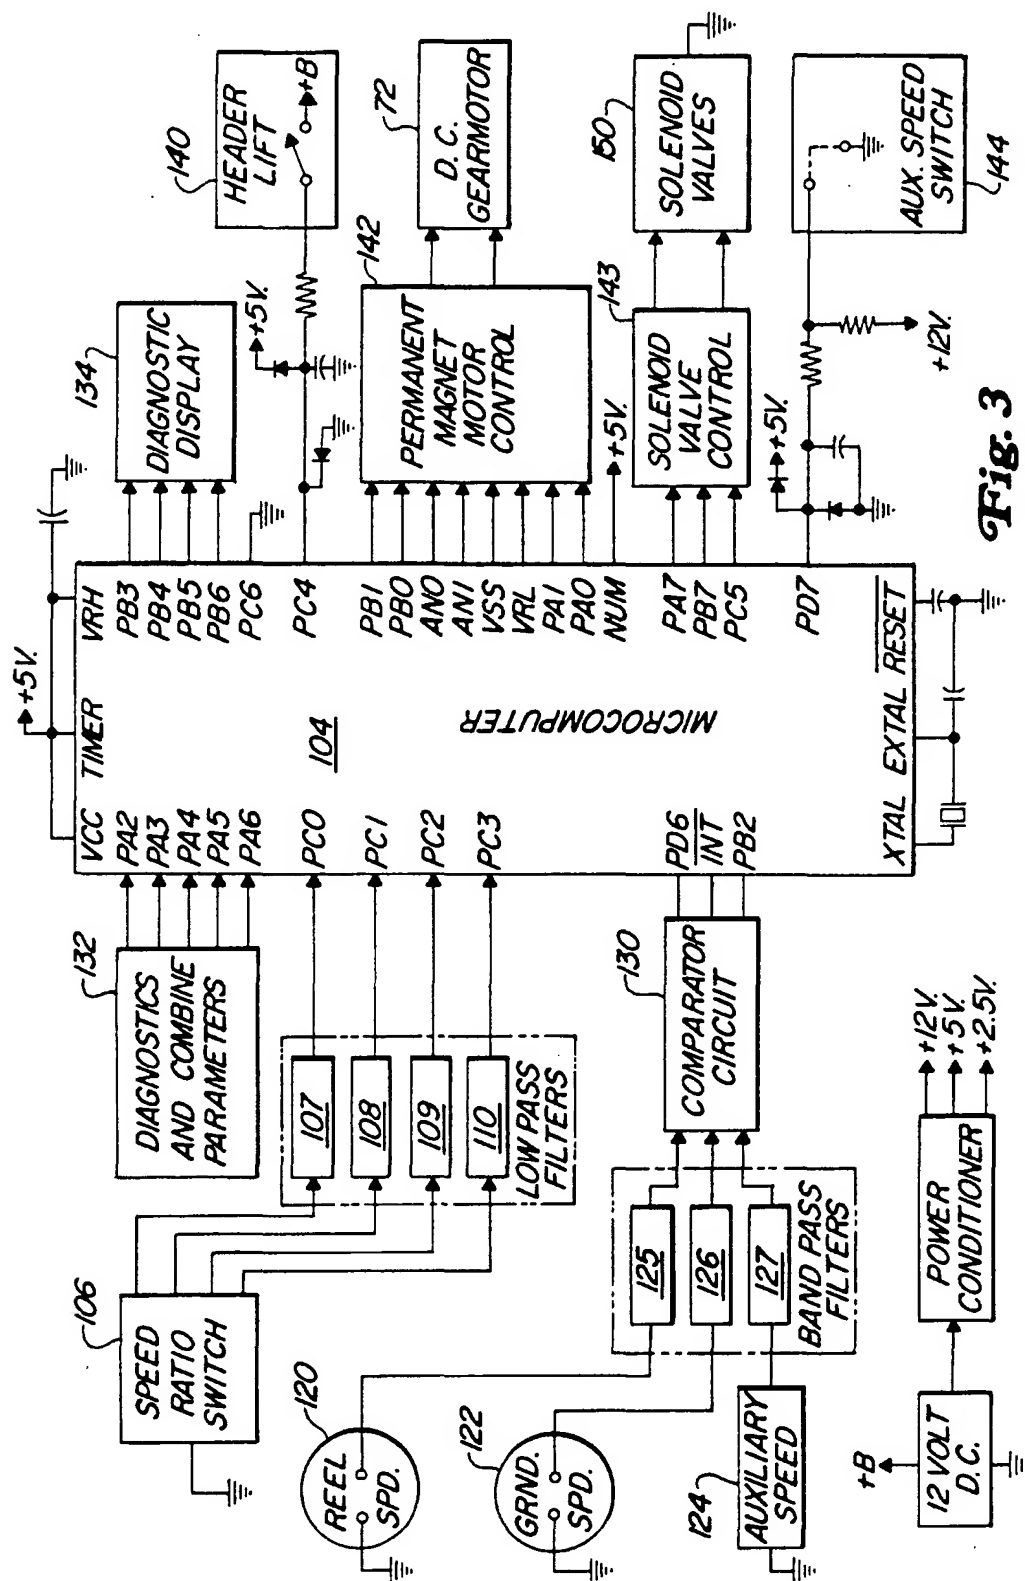 106
SPEED
RATIO
SWITCH
132
DIAGNOSTICS
AND COMBINE
PARAMETERS
107
108
109
110
LOW PASS
FILTERS
REEL
SPD.
120
GRND.
SPD.
122
124
AUXILIARY
SPEED
125
126
127
BAND PASS
FILTERS
130
COMPARATOR
CIRCUIT
+B
12 VOLT
D.C.
POWER
CONDITIONER
+12V.
+5V.
+2.5V.
+5V.
VCC TIMER VRH
PA2
PA3
PA4
PA5
PA6
PC0
PC1
PC2
PC3
PD6
INT
PB2
104
MICROCOMPUTER
XTAL EXTAL RESET
PB3
PB4
PB5
PB6
PC6
PC4
PB1
PB0
AN0
AN1
VSS
VRL
PA1
PA0
NUM
PA7
PB7
PC5
PD7
134
DIAGNOSTIC
DISPLAY
140
HEADER
LIFT
+B
+5V.
142
PERMANENT
MAGNET
MOTOR
CONTROL
72
D.C.
GEARMOTOR
+5V.
143
SOLENOID
VALVE
CONTROL
150
SOLENOID
VALVES
+5V.
+12V.
AUX. SPEED
SWITCH
144
Fig. 3